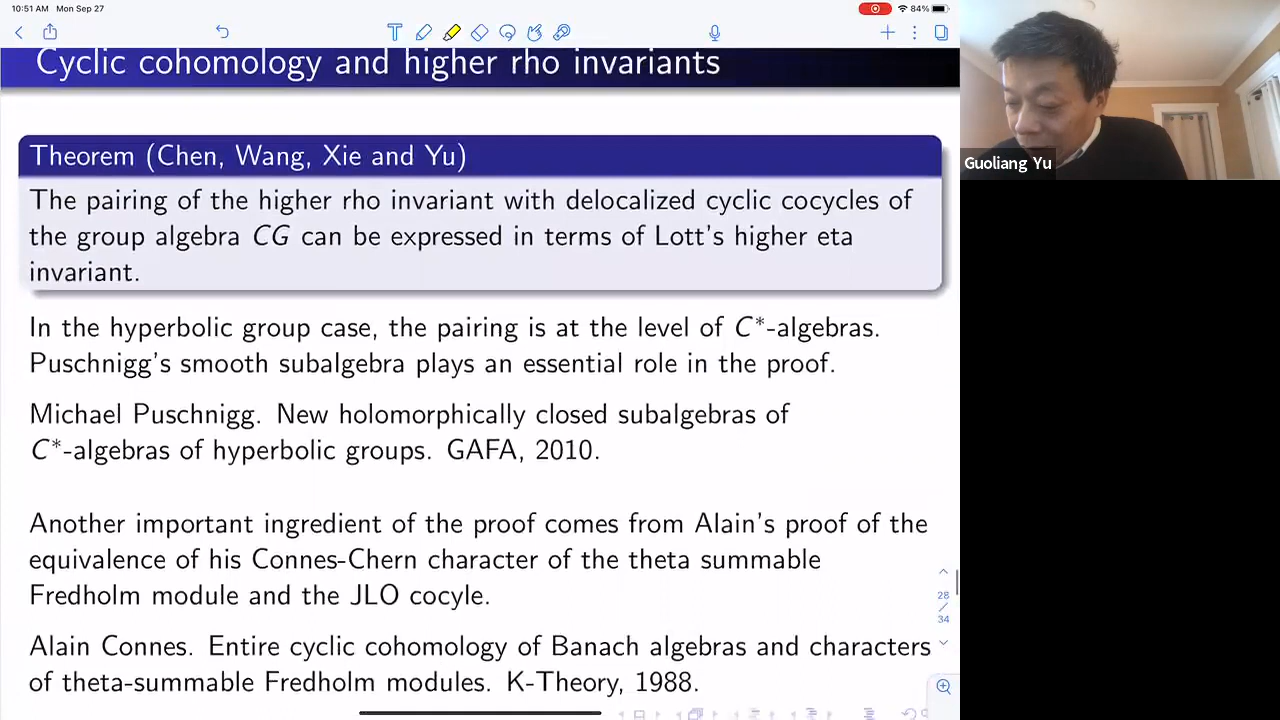 10:51 AM Mon Sep 27
84%
Cyclic cohomology and higher rho invariants
Theorem (Chen, Wang, Xie and Yu)
The pairing of the higher rho invariant with delocalized cyclic cocycles of
the group algebra CG can be expressed in terms of Lott's higher eta
invariant.
In the hyperbolic group case, the pairing is at the level of C*-algebras.
Puschnigg's smooth subalgebra plays an essential role in the proof.
Michael Puschnigg. New holomorphically closed subalgebras of
C*-algebras of hyperbolic groups. GAFA, 2010.
Another important ingredient of the proof comes from Alain's proof of the
equivalence of his Connes-Chern character of the theta summable
Fredholm module and the JLO cocyle.
Alain Connes. Entire cyclic cohomology of Banach algebras and characters
of theta-summable Fredholm modules. K-Theory, 1988.
28
/
34
Guoliang Yu